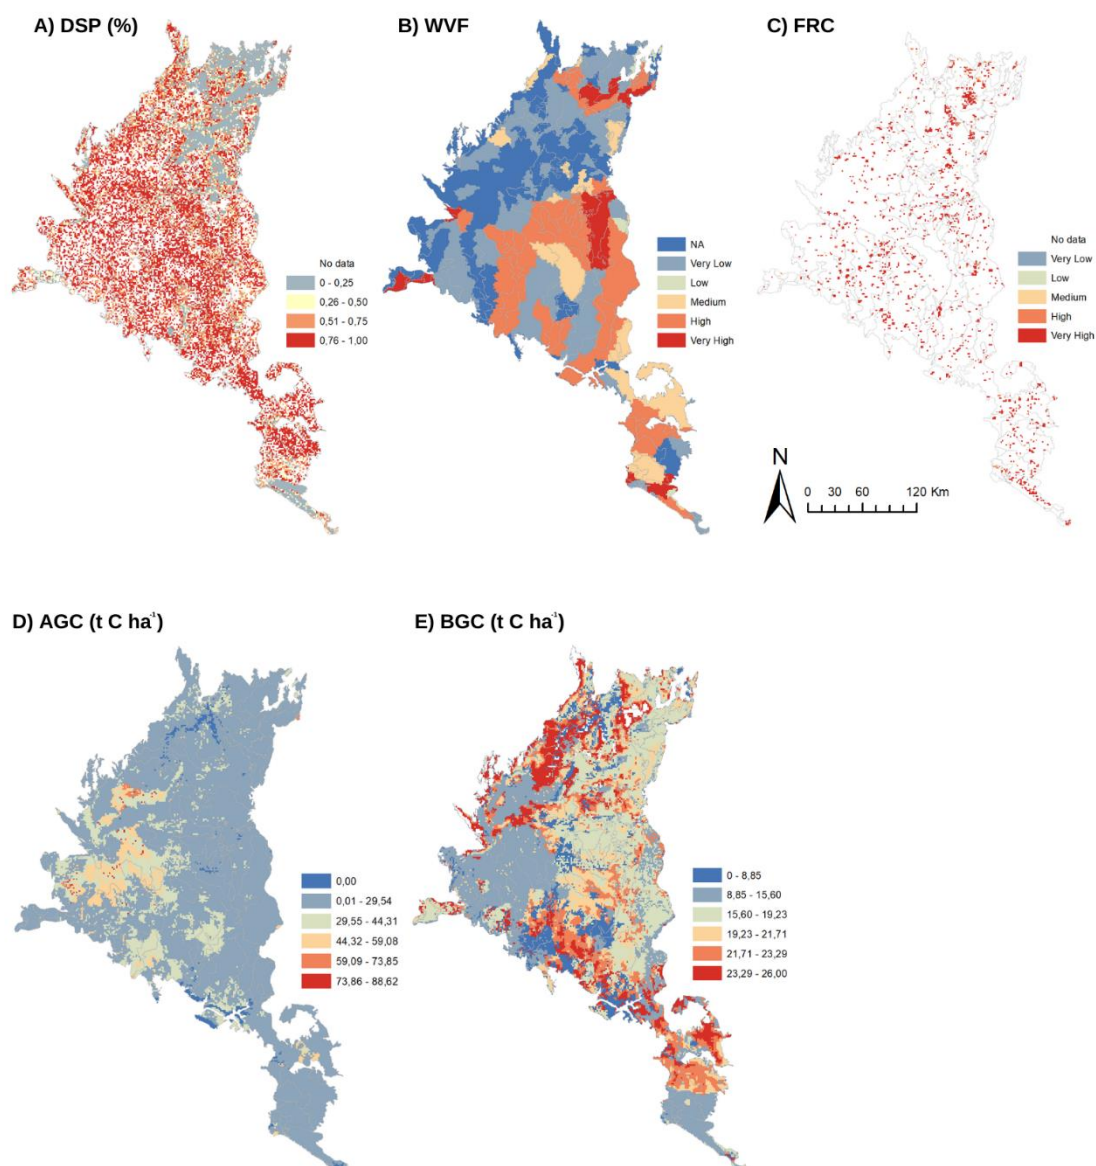 A) DSP (%)
B) WVF
C) FRC
No data
0 - 0,25
0,26 - 0,50
0,51 - 0,75
0,76 - 1,00
NA
Very Low
Low
Medium
High
Very High
No data
Very Low
Low
Medium
High
Very High
N
0 30 60 120 Km
D) AGC (t C ha⁻¹)
E) BGC (t C ha⁻¹)
0,00
0,01 - 29,54
29,55 - 44,31
44,32 - 59,08
59,09 - 73,85
73,86 - 88,62
0 - 8,85
8,85 - 15,60
15,60 - 19,23
19,23 - 21,71
21,71 - 23,29
23,29 - 26,00